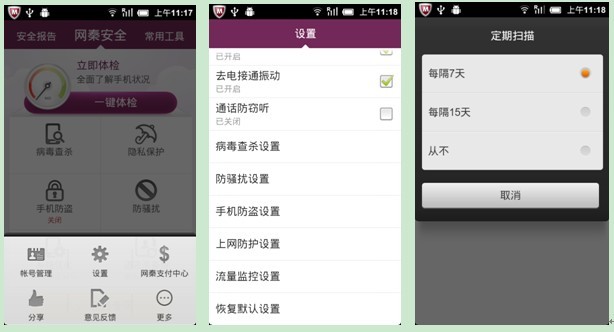 上午11:17
安全报告 网秦安全 常用工具
立即体检
全面了解手机状况
一键体检
病毒查杀 隐私保护
手机防盗 防骚扰
关闭
帐号管理 设置 网秦支付中心
分享 意见反馈 更多
上午11:18
设置
已开启
去电接通振动
已开启
通话防窃听
已关闭
病毒查杀设置
防骚扰设置
手机防盗设置
上网防护设置
流量监控设置
恢复默认设置
上午11:18
定期扫描
每隔7天
每隔15天
从不
取消